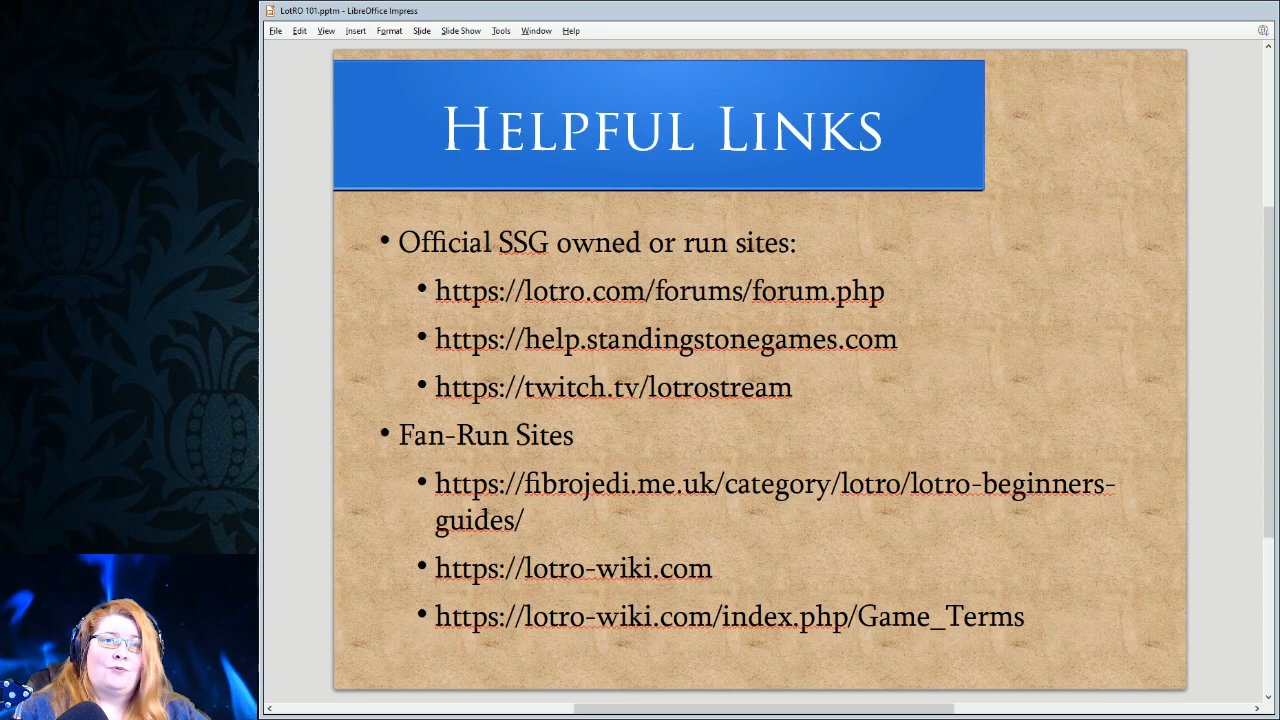 LotRO 101.pptm - LibreOffice Impress
File Edit View Insert Format Slide Slide Show Tools Window Help
Helpful Links
• Official SSG owned or run sites:
• https://lotro.com/forums/forum.php
• https://help.standingstonegames.com
• https://twitch.tv/lotrostream
• Fan-Run Sites
• https://fibrojedi.me.uk/category/lotro/lotro-beginners-
guides/
• https://lotro-wiki.com
• https://lotro-wiki.com/index.php/Game_Terms